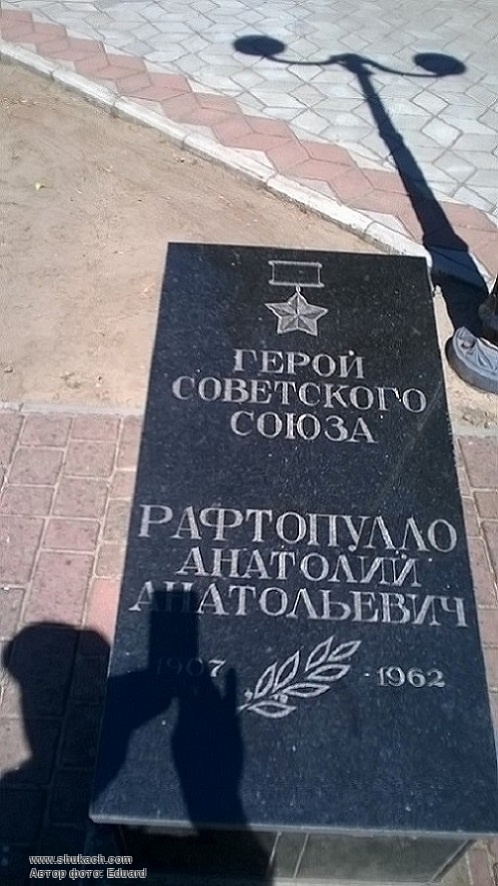 ГЕРОЙ
СОВЕТСКОГО
СОЮЗА
РАФТОПУЛЛО
АНАТОЛИЙ
АНАТОЛЬЕВИЧ
1907 1962
www.shukach.com
Автор фото: Eduard